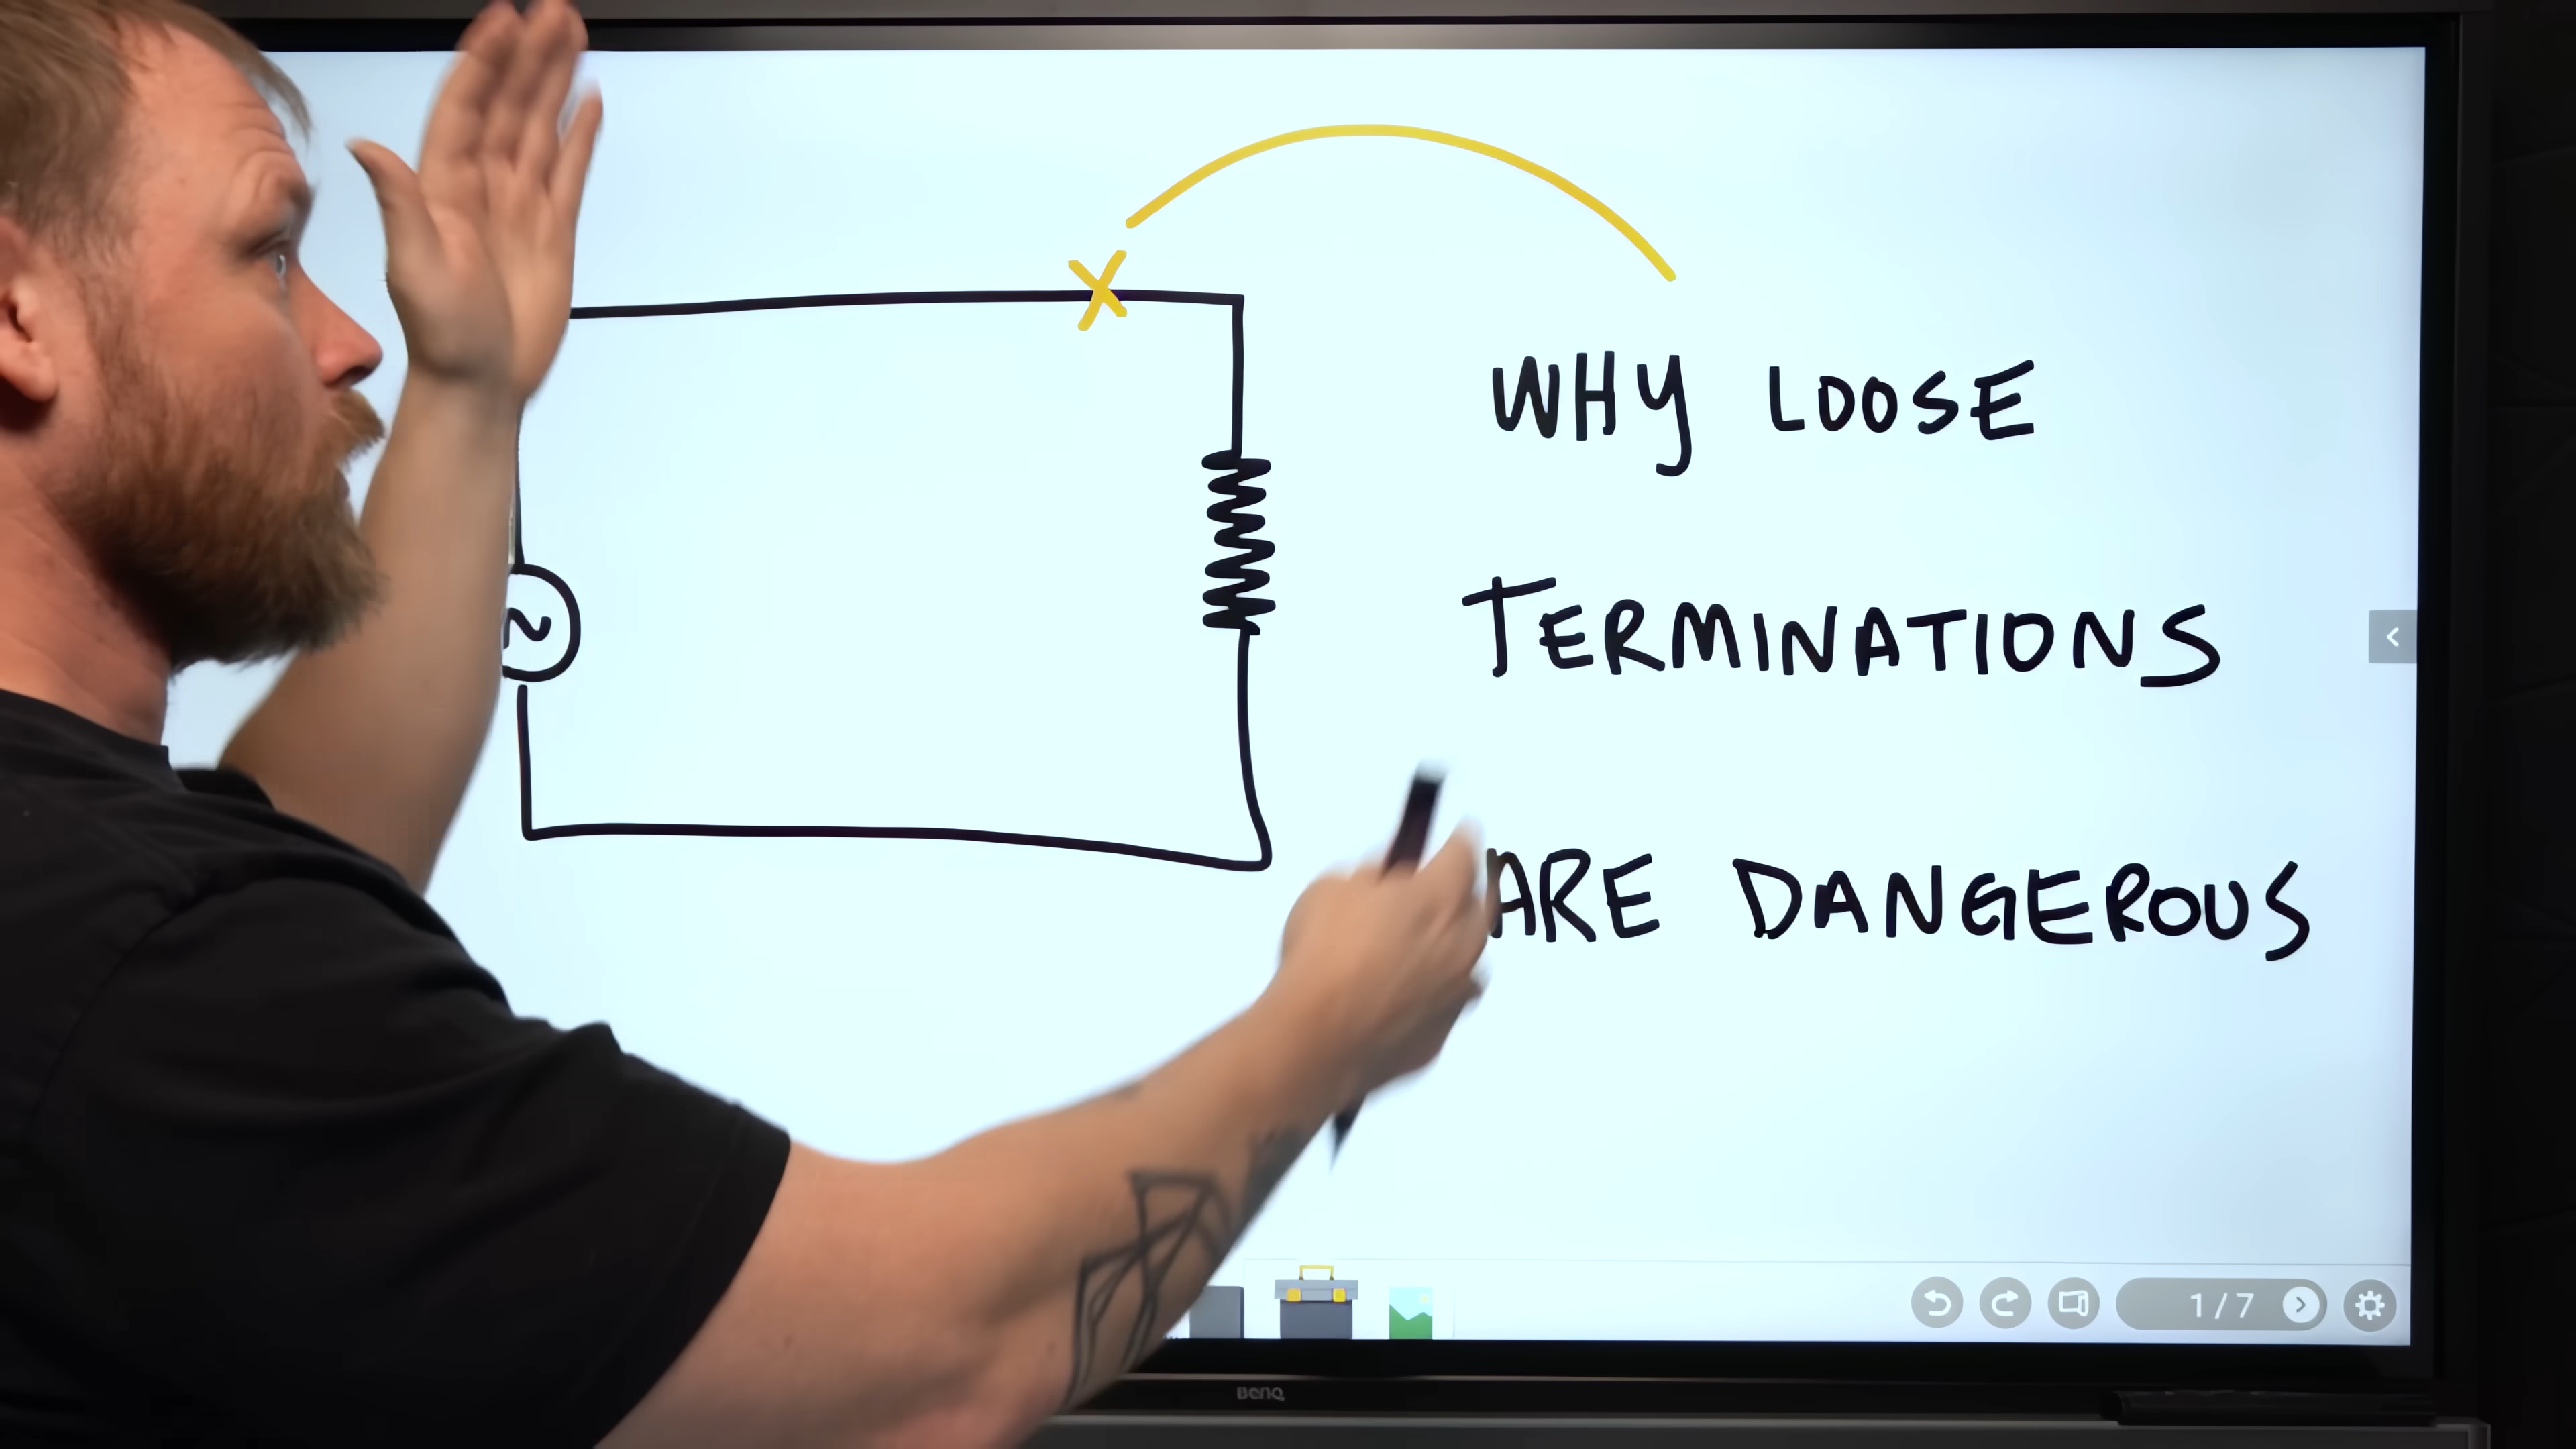 WHY LOOSE
TERMINATIONS
ARE DANGEROUS
1/7
BenQ